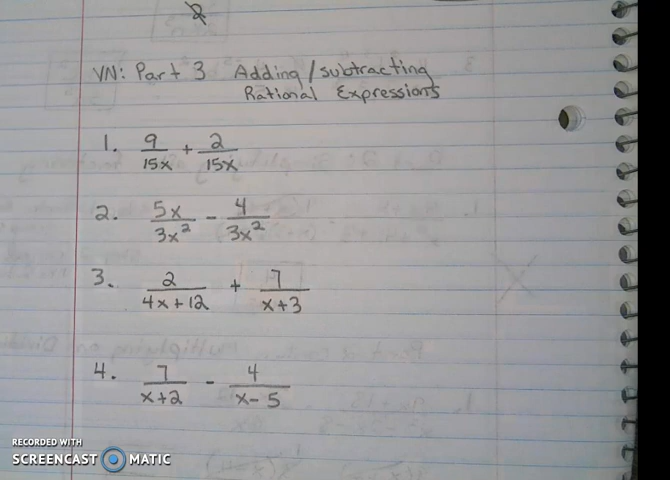 VN: Part 3 Adding/subtracting
Rational Expressions
1. 9/15x + 2/15x
2. 5x/3x² - 4/3x²
3. 2/4x+12 + 7/x+3
4. 7/x+2 - 4/x-5
RECORDED WITH
SCREENCAST MATIC